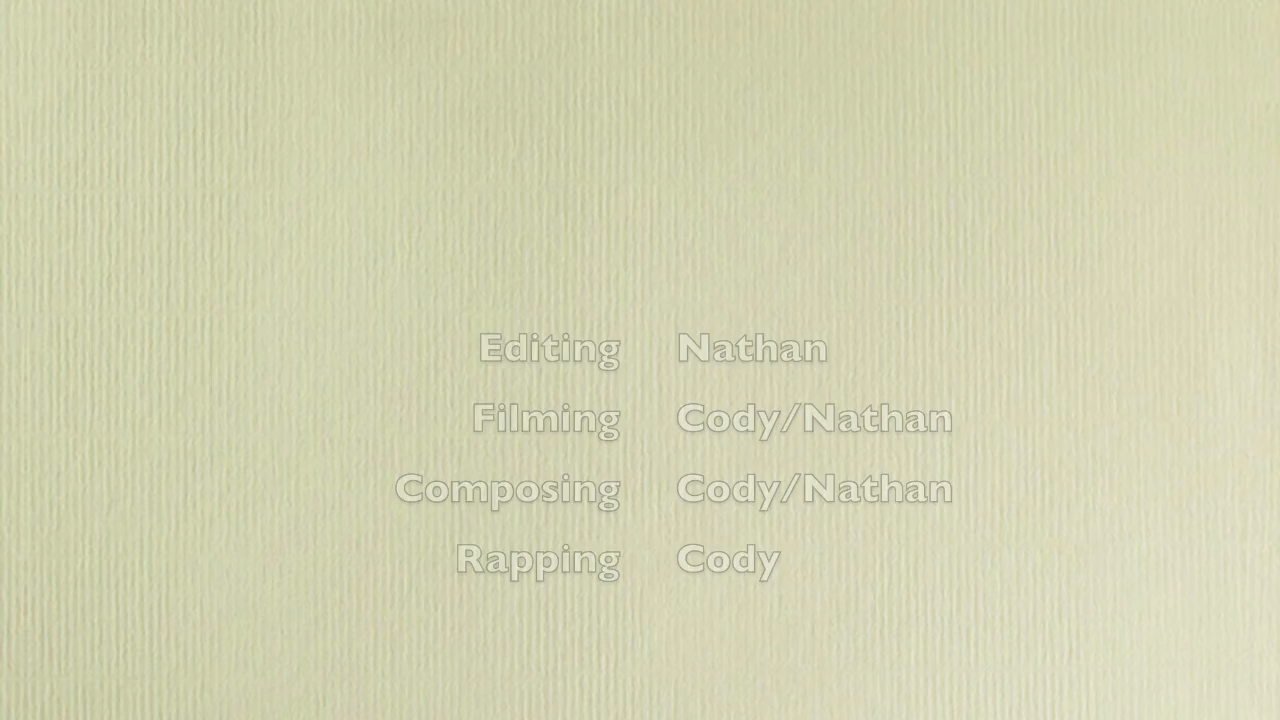 Editing Nathan
Filming Cody/Nathan
Composing Cody/Nathan
Rapping Cody